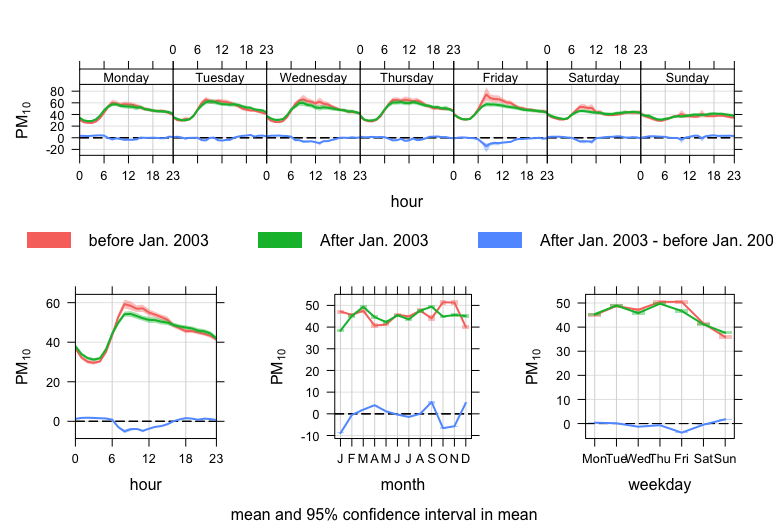 0 6 12 18 23 0 6 12 18 23 0 6 12 18 23
Monday Tuesday Wednesday Thursday Friday Saturday Sunday
80
60
40
20
0
-20
PM10
0 6 12 18 23 0 6 12 18 23 0 6 12 18 23 0 6 12 18 23
hour
before Jan. 2003 After Jan. 2003 After Jan. 2003 - before Jan. 200
60
40
20
0
PM10
0 6 12 18 23
hour
50
40
30
20
10
0
-10
PM10
J F M A M J J A S O N D
month
50
40
30
20
10
0
PM10
Mon Tue Wed Thu Fri Sat Sun
weekday
mean and 95% confidence interval in mean